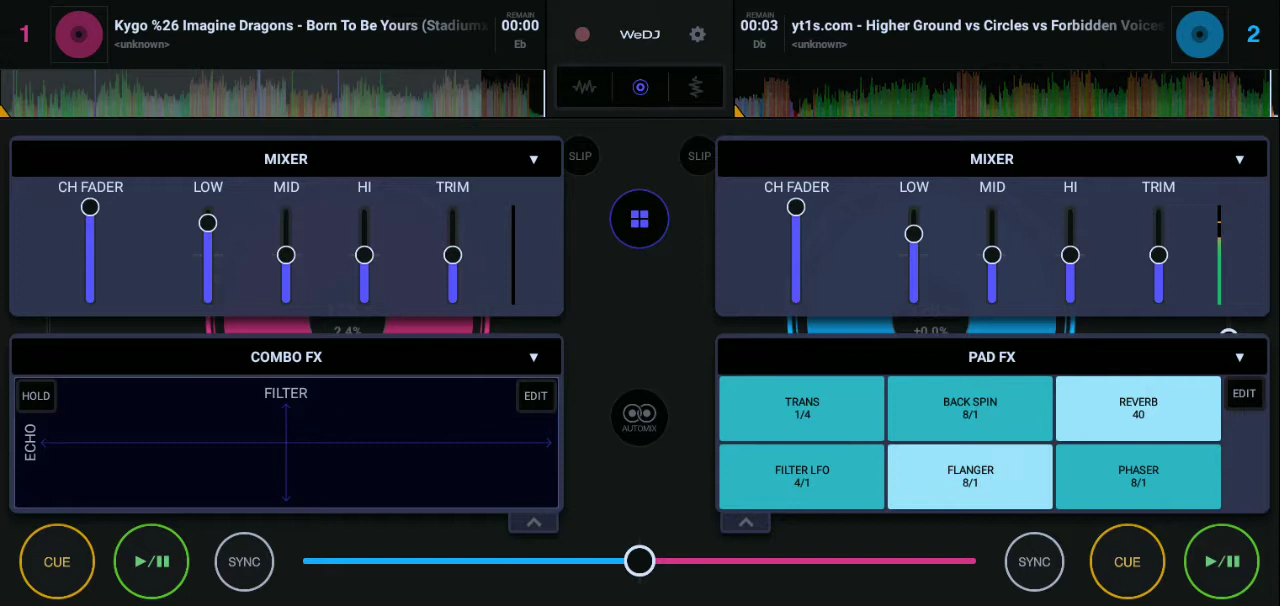 1
Kygo %26 Imagine Dragons - Born To Be Yours (Stadium
<unknown>
REMAIN
00:00
Eb
WeDJ
REMAIN
00:03
Db
yt1s.com - Higher Ground vs Circles vs Forbidden Voices
<unknown>
2
MIXER
SLIP
SLIP
MIXER
CH FADER
LOW
MID
HI
TRIM
CH FADER
LOW
MID
HI
TRIM
2.4%
+0.0%
COMBO FX
PAD FX
HOLD
FILTER
EDIT
ECHO
AUTOMIX
TRANS
1/4
BACK SPIN
8/1
REVERB
40
EDIT
FILTER LFO
4/1
FLANGER
8/1
PHASER
8/1
CUE
SYNC
SYNC
CUE